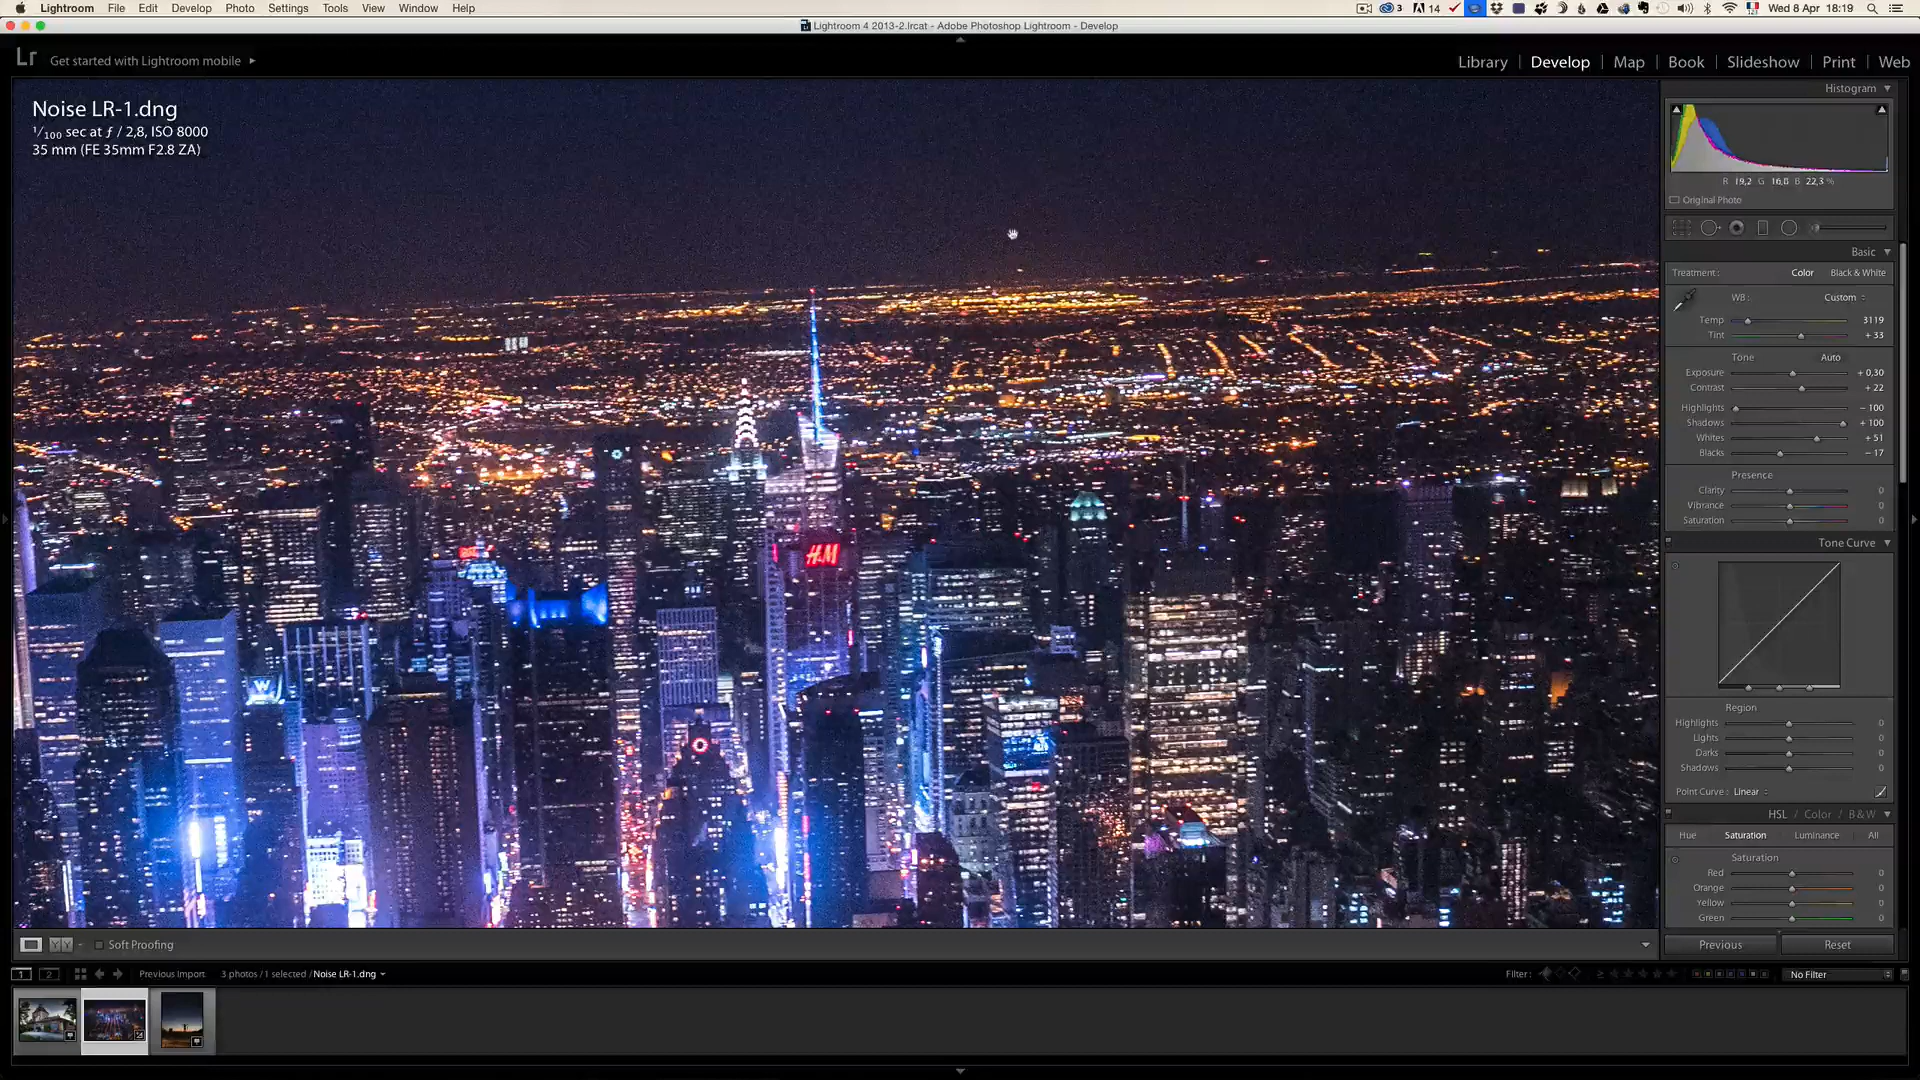 Lightroom File Edit Develop Photo Settings Tools View Window Help 3 14 Wed 8 Apr 18:19
Lightroom 4 2013-2.lrcat - Adobe Photoshop Lightroom - Develop
Lr Get started with Lightroom mobile
Library | Develop | Map | Book | Slideshow | Print | Web
Noise LR-1.dng
1/100 sec at ƒ / 2,8, ISO 8000
35 mm (FE 35mm F2.8 ZA)
H&M
W
Histogram
R 19,2 G 16,0 B 22,3 %
Original Photo
Basic
Treatment: Color Black & White
WB: Custom
Temp 3119
Tint + 33
Tone Auto
Exposure + 0,30
Contrast + 22
Highlights − 100
Shadows + 100
Whites + 51
Blacks − 17
Presence
Clarity 0
Vibrance 0
Saturation 0
Tone Curve
Region
Highlights 0
Lights 0
Darks 0
Shadows 0
Point Curve: Linear
HSL / Color / B & W
Hue Saturation Luminance All
Saturation
Red 0
Orange 0
Yellow 0
Green 0
Previous Reset
Y Y Soft Proofing
1 2 Previous Import 3 photos / 1 selected / Noise LR-1.dng Filter: No Filter